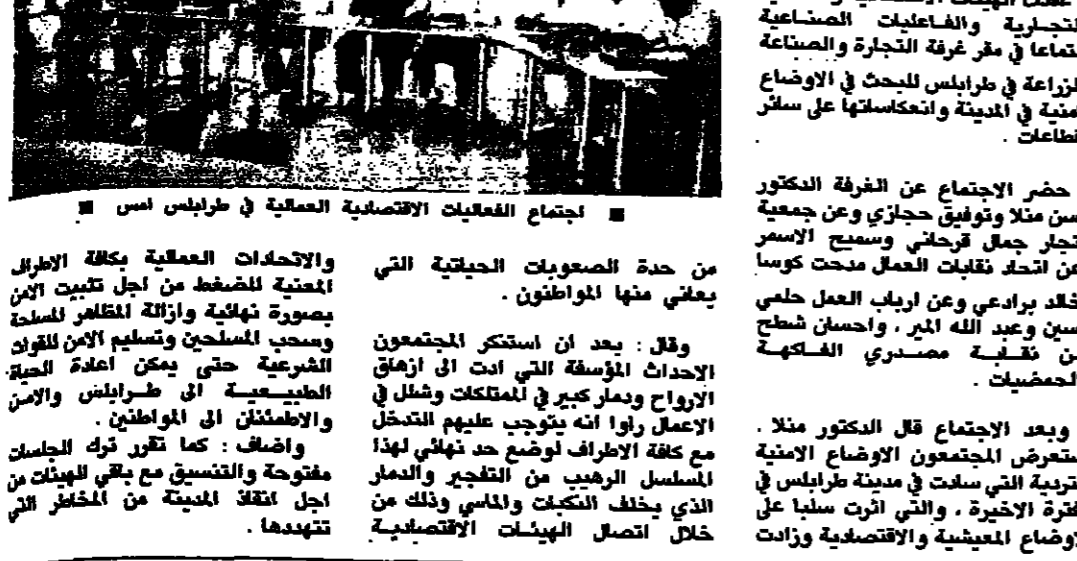 التجارية والفاعليات الصناعية
اجتماعا في مقر غرفة التجارة والصناعة
والزراعة في طرابلس للبحث في الاوضاع
الامنية في المدينة وانعكاساتها على سائر
القطاعات .
حضر الاجتماع عن الغرفة الدكتور
حسن منلا وتوفيق حجازي وعن جمعية
التجار جمال قرحاني وسميح الاسمر
وعن اتحاد نقابات العمال مدحت كوسا
وخالد برادعي وعن ارباب العمل حلمي
حسين وعبد الله المير . واحسان شطح
عن نقابة مصدري الفاكهة
والحمضيات .
وبعد الاجتماع قال الدكتور منلا .
استعرض المجتمعون الاوضاع الامنية
المتردية التي سادت في مدينة طرابلس في
الفترة الاخيرة . والتي اثرت سلبا على
الاوضاع المعيشية والاقتصادية وزادت
■ اجتماع الفعاليات الاقتصادية العمالية في طرابلس امس ■
من حدة الصعوبات الحياتية التي
يعاني منها المواطنون .
وقال : بعد ان استنكر المجتمعون
الاحداث المؤسفة التي ادت الى ازهاق
الارواح ودمار كبير في الممتلكات وشلل في
الاعمال راوا انه يتوجب عليهم التدخل
مع كافة الاطراف لوضع حد نهائي لهذا
المسلسل الرهيب من التفجير والدمار
الذي يخلف النكبات والماسي وذلك من
خلال اتصال الهيئات الاقتصادية
والاتحادات العمالية بكافة الاطراف
المعنية للضغط من اجل تثبيت الامن
بصورة نهائية وازالة المظاهر المسلحة
وسحب المسلحين وتسليم الامن للقوات
الشرعية حتى يمكن اعادة الحياة
الطبيعية الى طرابلس والامن
والاطمئنان الى المواطنين .
واضاف : كما تقرر ترك الجلسات
مفتوحة والتنسيق مع باقي الهيئات من
اجل انقاذ المدينة من المخاطر التي
تتهددها .